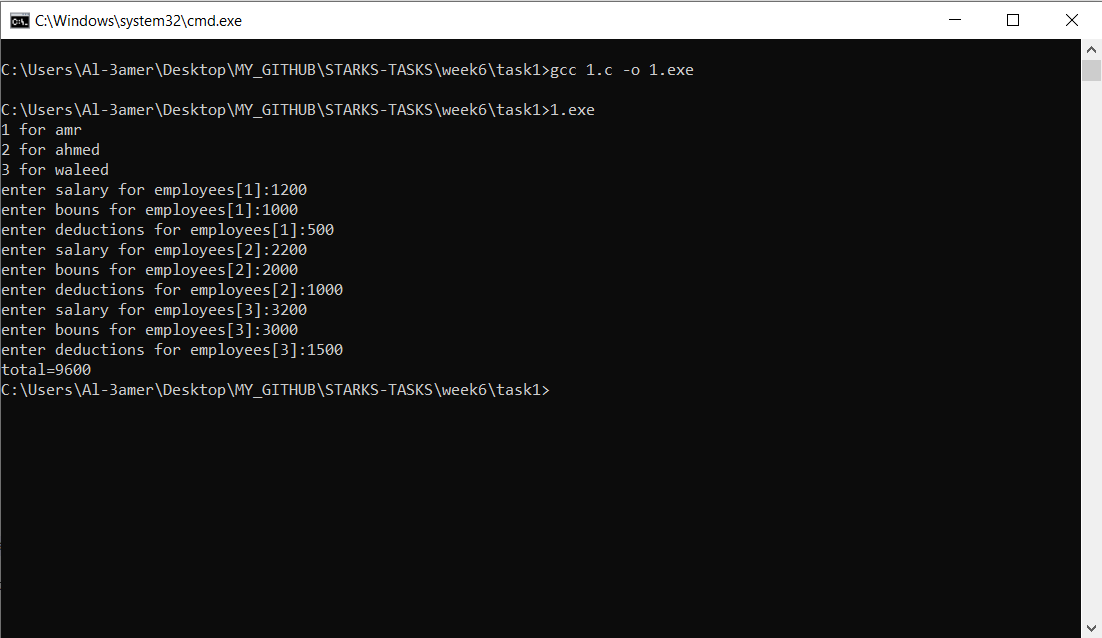 C:\Windows\system32\cmd.exe
C:\Users\Al-3amer\Desktop\MY_GITHUB\STARKS-TASKS\week6\task1>gcc 1.c -o 1.exe
C:\Users\Al-3amer\Desktop\MY_GITHUB\STARKS-TASKS\week6\task1>1.exe
1 for amr
2 for ahmed
3 for waleed
enter salary for employees[1]:1200
enter bouns for employees[1]:1000
enter deductions for employees[1]:500
enter salary for employees[2]:2200
enter bouns for employees[2]:2000
enter deductions for employees[2]:1000
enter salary for employees[3]:3200
enter bouns for employees[3]:3000
enter deductions for employees[3]:1500
total=9600
C:\Users\Al-3amer\Desktop\MY_GITHUB\STARKS-TASKS\week6\task1>